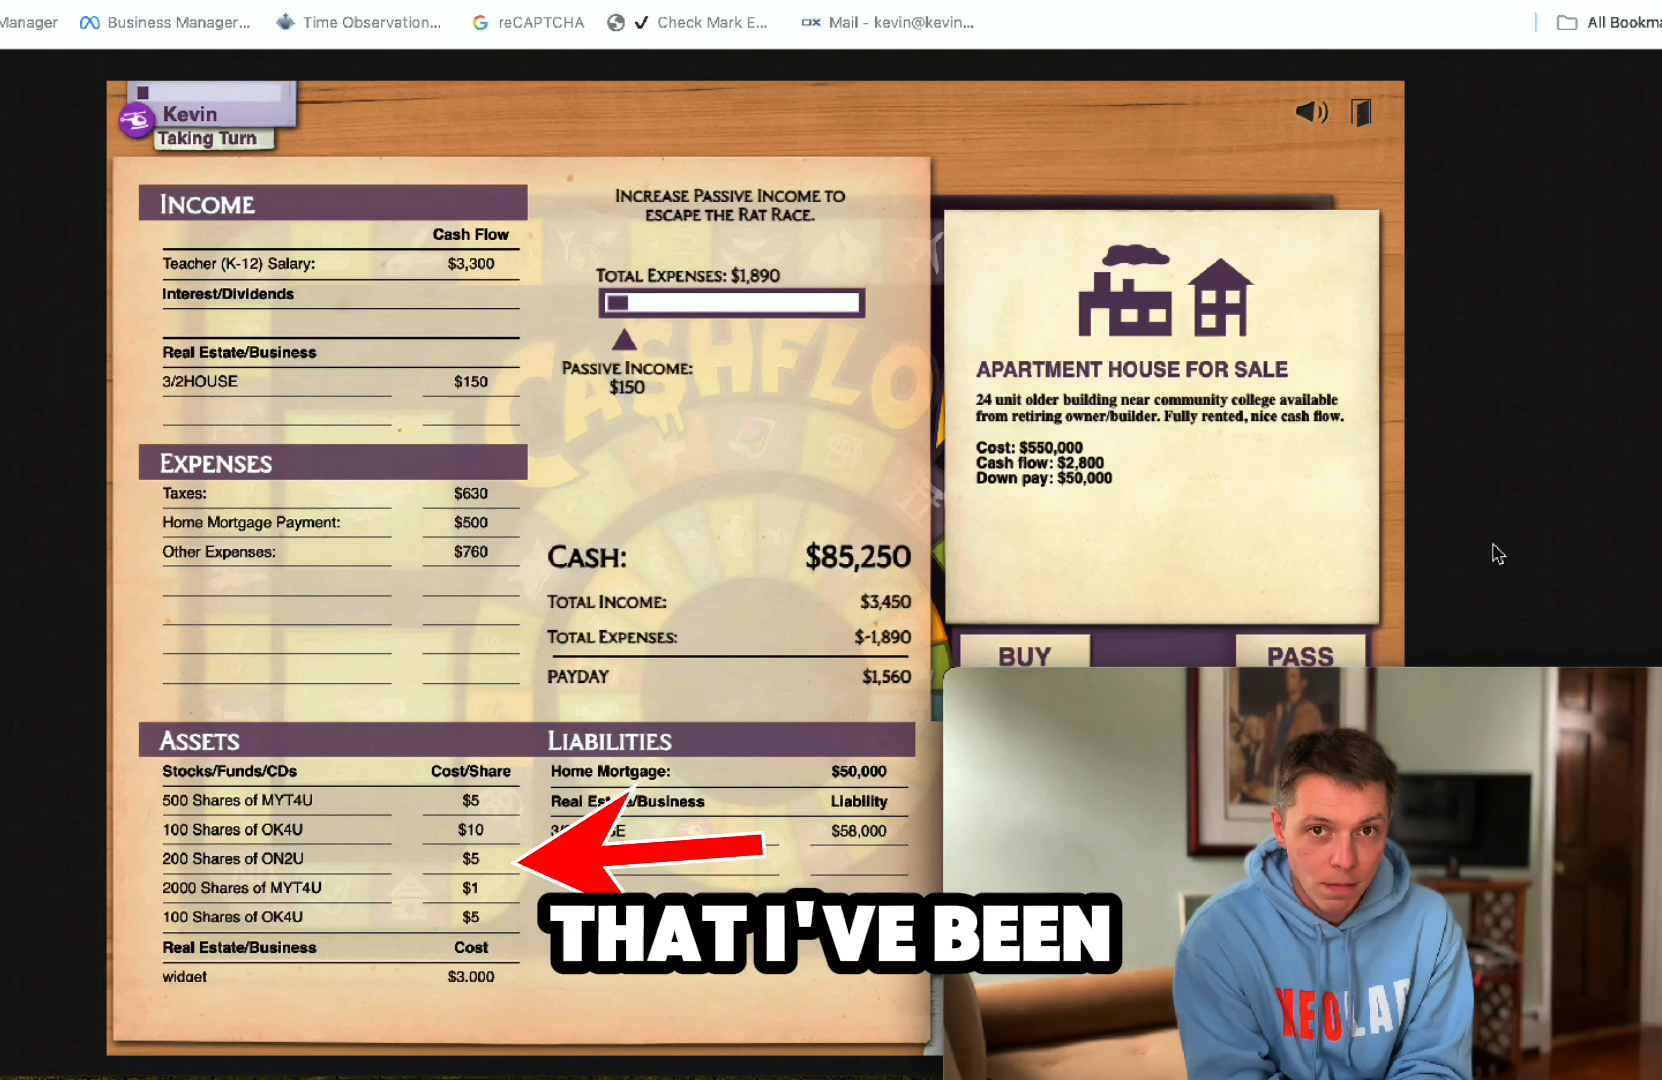 Manager
Business Manager...
Time Observation...
reCAPTCHA
Check Mark E...
Mail - kevin@kevin...
All Bookma
Kevin
Taking Turn
INCOME
Cash Flow
Teacher (K-12) Salary: $3,300
Interest/Dividends
Real Estate/Business
3/2HOUSE $150
EXPENSES
Taxes: $630
Home Mortgage Payment: $500
Other Expenses: $760
INCREASE PASSIVE INCOME TO
ESCAPE THE RAT RACE.
TOTAL EXPENSES: $1,890
PASSIVE INCOME:
$150
CASHFLO
CASH: $85,250
TOTAL INCOME: $3,450
TOTAL EXPENSES: $-1,890
PAYDAY $1,560
ASSETS
Stocks/Funds/CDs Cost/Share
500 Shares of MYT4U $5
100 Shares of OK4U $10
200 Shares of ON2U $5
2000 Shares of MYT4U $1
100 Shares of OK4U $5
Real Estate/Business Cost
widget $3,000
LIABILITIES
Home Mortgage: $50,000
Real Estate/Business Liability
$58,000
APARTMENT HOUSE FOR SALE
24 unit older building near community college available
from retiring owner/builder. Fully rented, nice cash flow.
Cost: $550,000
Cash flow: $2,800
Down pay: $50,000
BUY
PASS
THAT I'VE BEEN